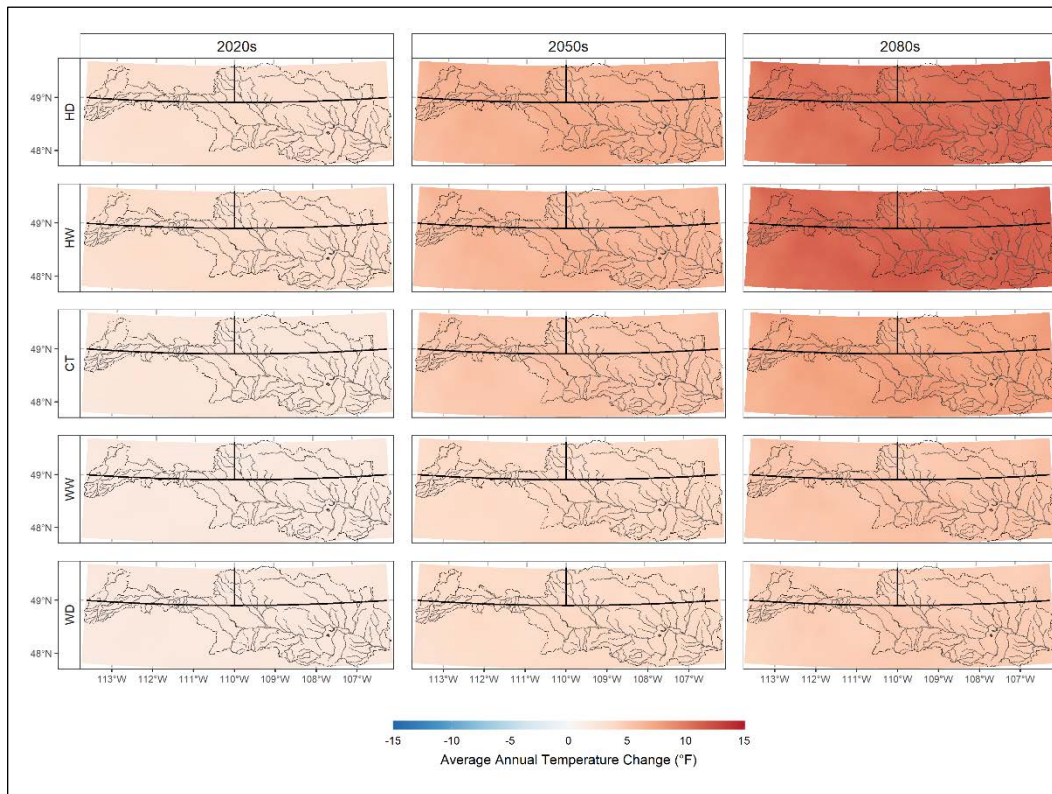 2020s 2050s 2080s
HD
49°N
48°N
HW
49°N
48°N
CT
49°N
48°N
WW
49°N
48°N
WD
49°N
48°N
113°W 112°W 111°W 110°W 109°W 108°W 107°W 113°W 112°W 111°W 110°W 109°W 108°W 107°W 113°W 112°W 111°W 110°W 109°W 108°W 107°W
-15 -10 -5 0 5 10 15
Average Annual Temperature Change (°F)